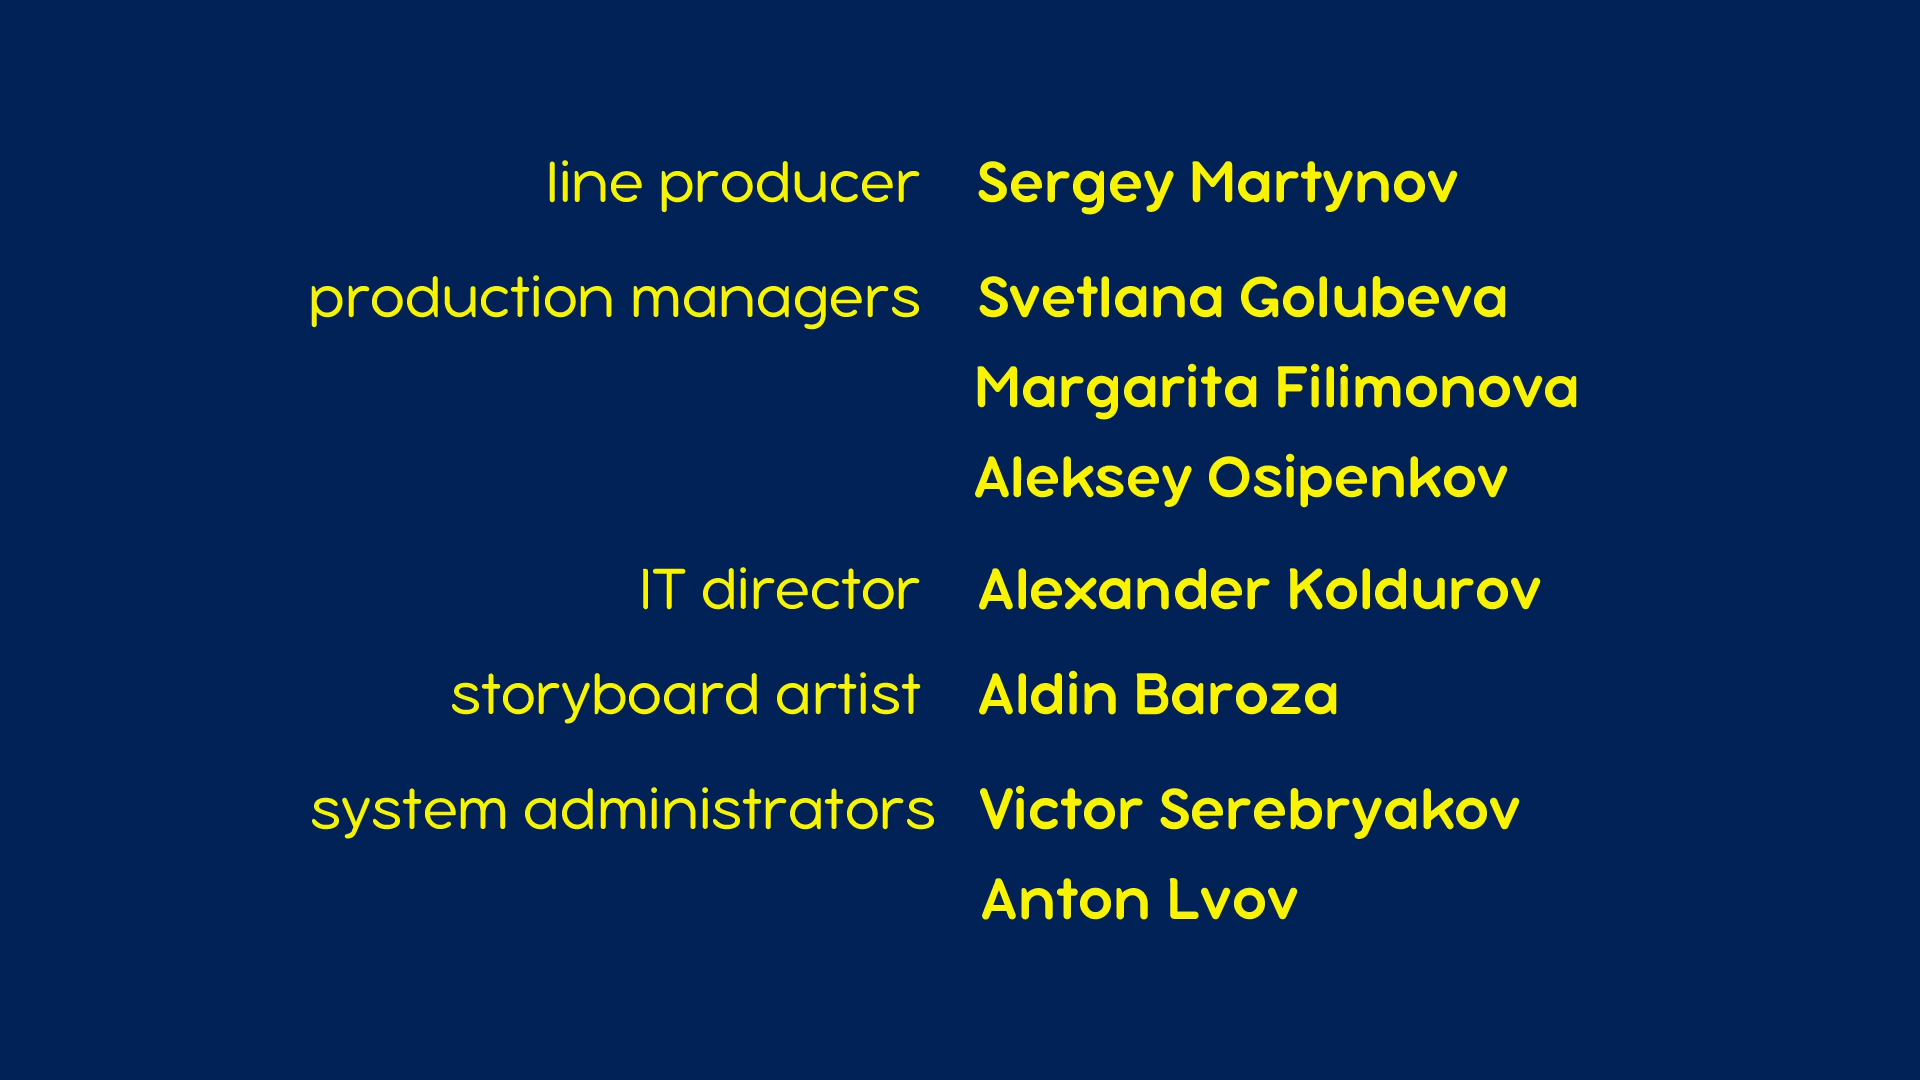 line producer Sergey Martynov
production managers Svetlana Golubeva
Margarita Filimonova
Aleksey Osipenkov
IT director Alexander Koldurov
storyboard artist Aldin Baroza
system administrators Victor Serebryakov
Anton Lvov